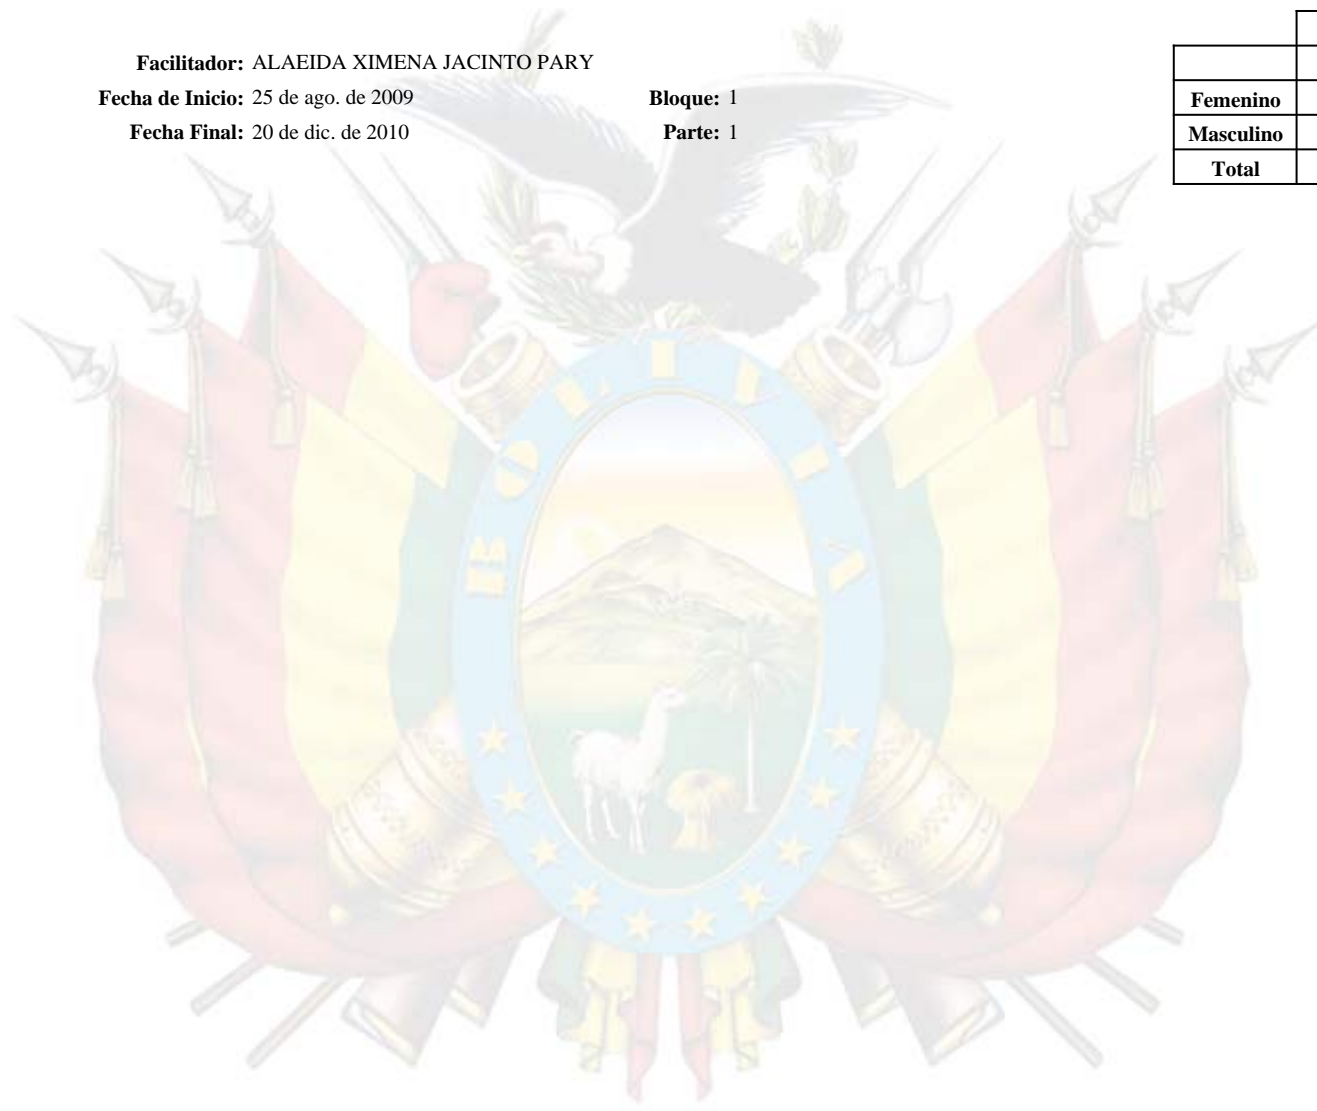 Facilitador: ALAEIDA XIMENA JACINTO PARY
Fecha de Inicio: 25 de ago. de 2009 Bloque: 1
Fecha Final: 20 de dic. de 2010 Parte: 1
Femenino
Masculino
Total
BOLIVIA